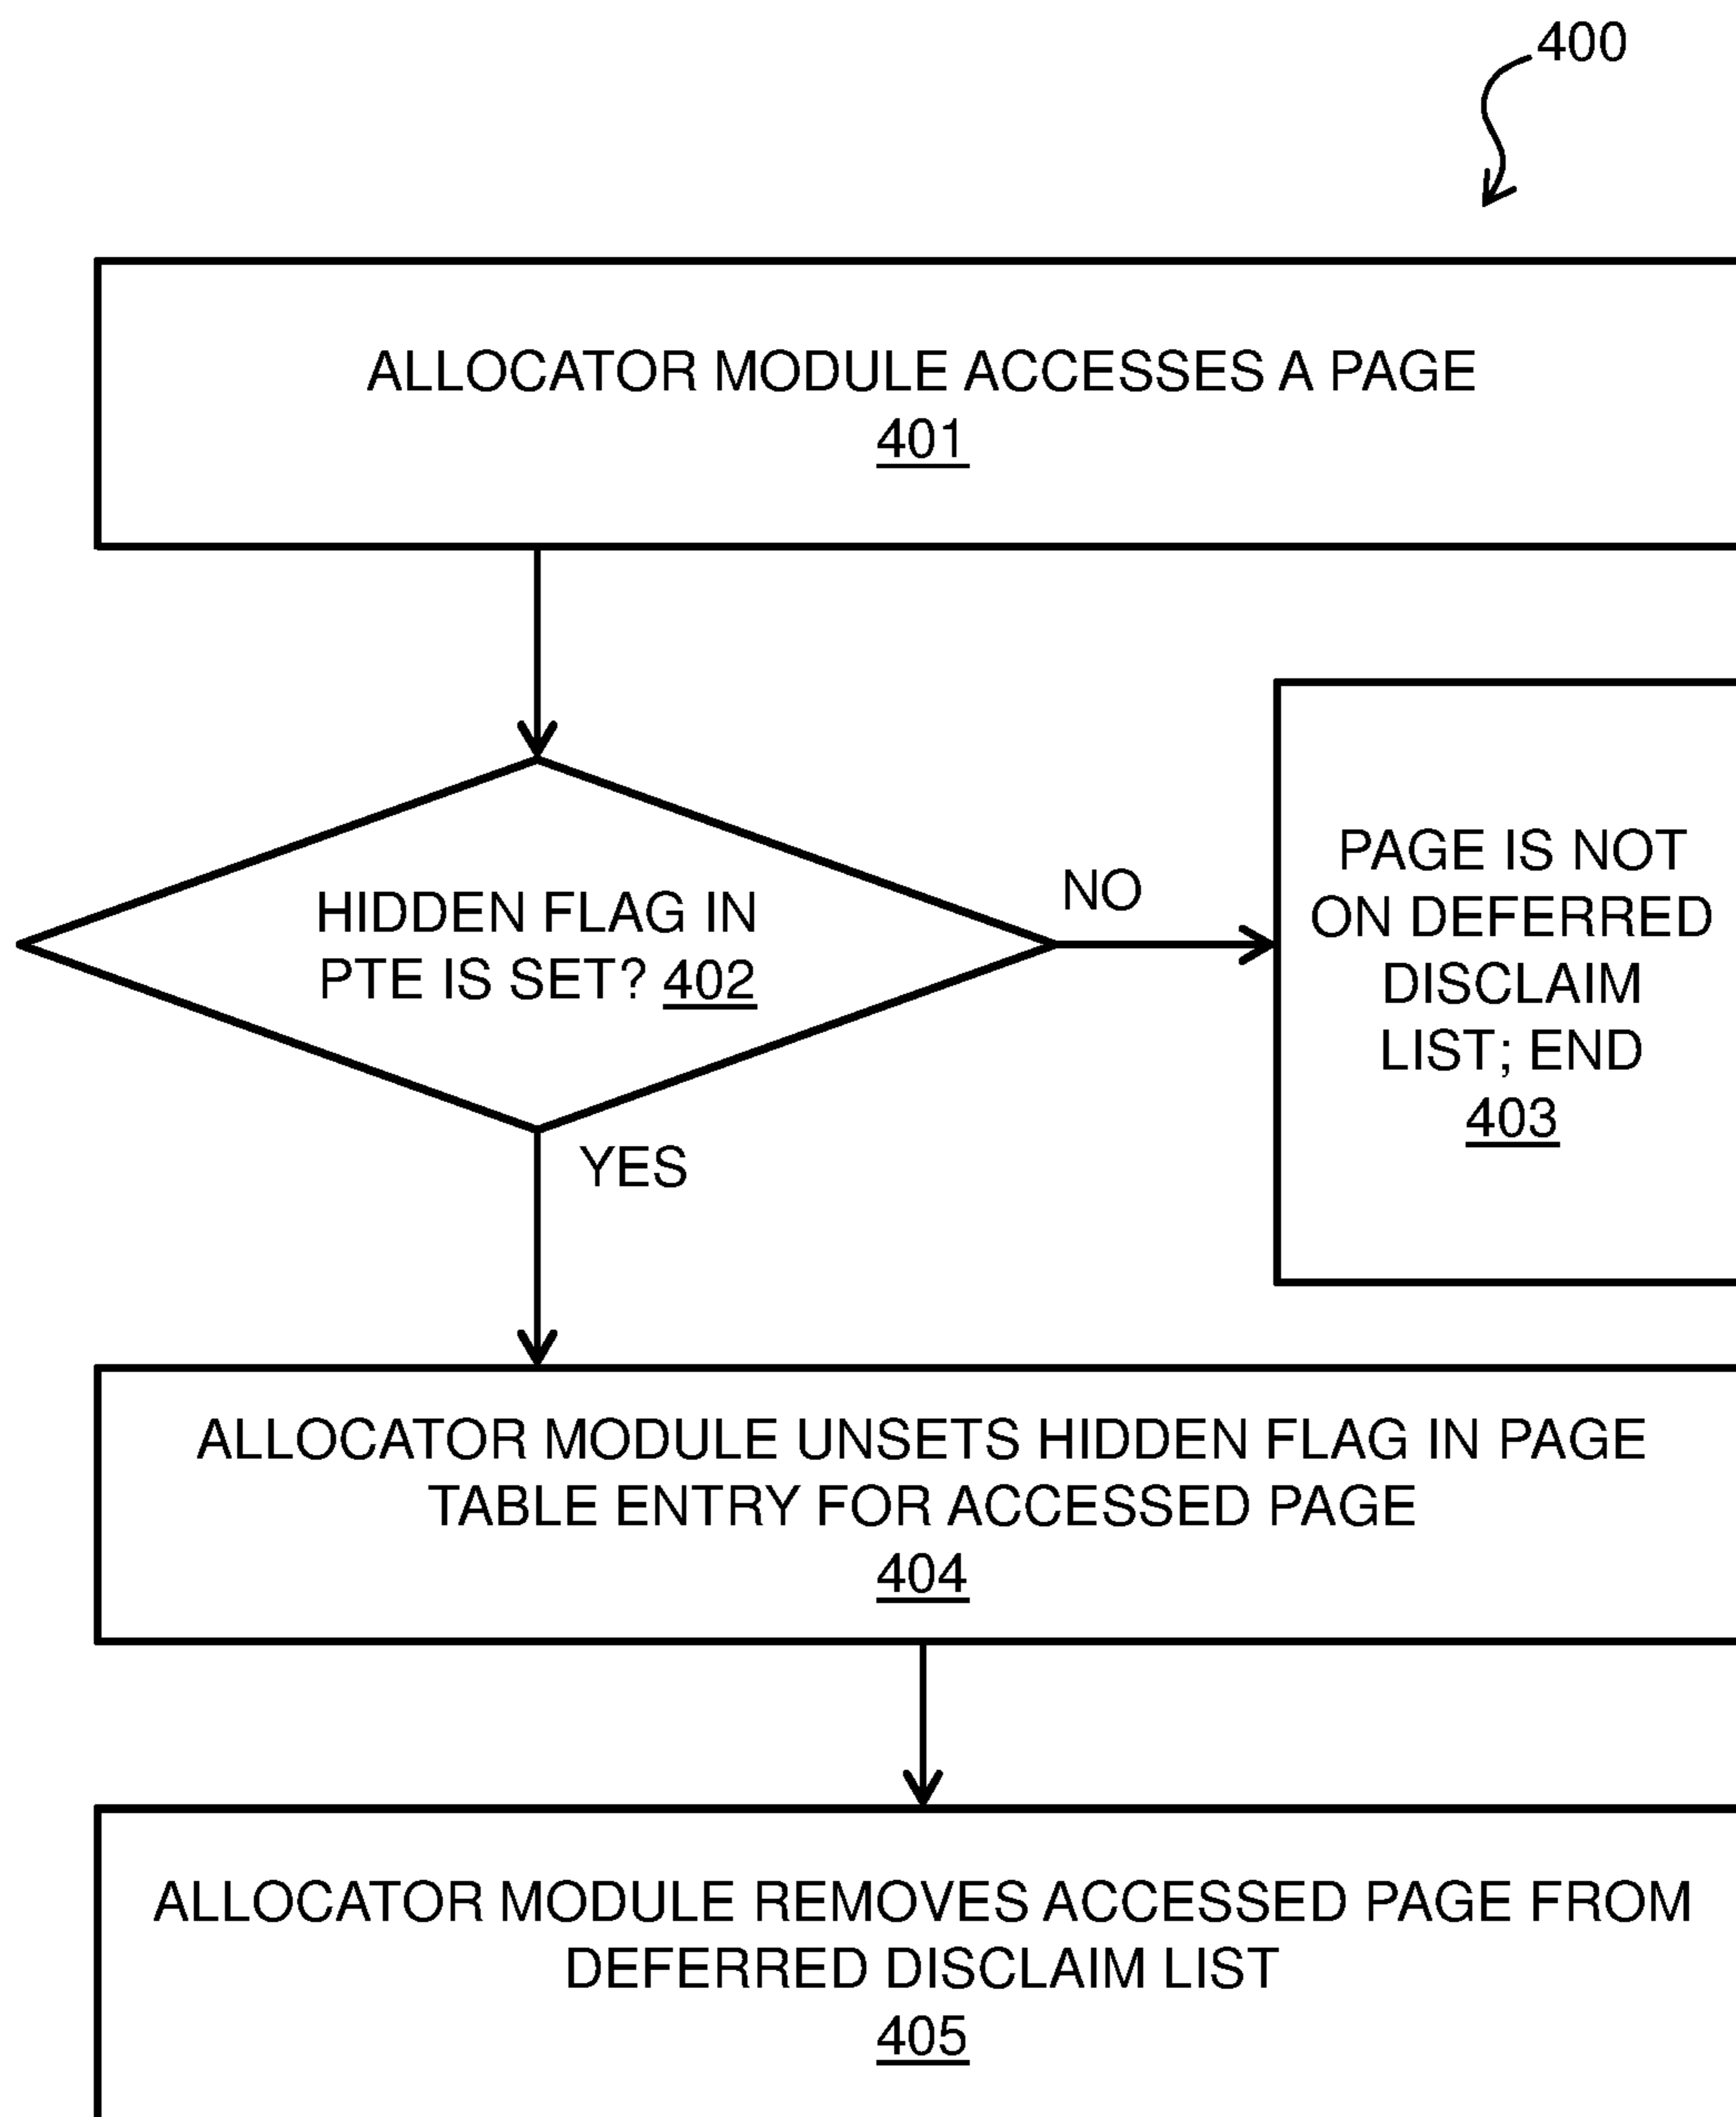 400
ALLOCATOR MODULE ACCESSES A PAGE
401
HIDDEN FLAG IN
PTE IS SET? 402
NO
PAGE IS NOT
ON DEFERRED
DISCLAIM
LIST; END
403
YES
ALLOCATOR MODULE UNSETS HIDDEN FLAG IN PAGE
TABLE ENTRY FOR ACCESSED PAGE
404
ALLOCATOR MODULE REMOVES ACCESSED PAGE FROM
DEFERRED DISCLAIM LIST
405